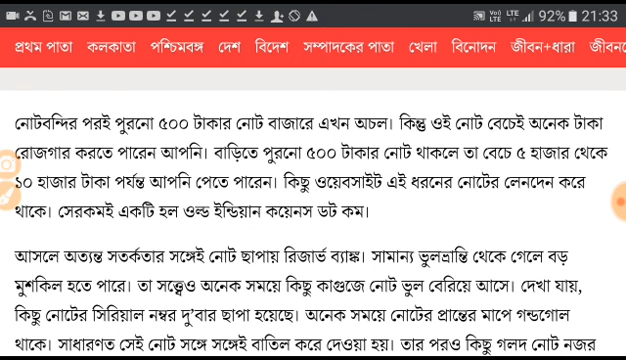 LTE 92% 21:33
প্রথম পাতা কলকাতা পশ্চিমবঙ্গ দেশ বিদেশ সম্পাদকের পাতা খেলা বিনোদন জীবন+ধারা
নোটবন্দির পরই পুরনো ৫০০ টাকার নোট বাজারে এখন অচল। কিন্তু ওই নোট বেচেই অনেক টাকা
রোজগার করতে পারেন আপনি। বাড়িতে পুরনো ৫০০ টাকার নোট থাকলে তা বেচে ৫ হাজার থেকে
১০ হাজার টাকা পর্যন্ত আপনি পেতে পারেন। কিছু ওয়েবসাইট এই ধরনের নোটের লেনদেন করে
থাকে। সেরকমই একটি হল ওল্ড ইন্ডিয়ান কয়েনস ডট কম।
আসলে অত্যন্ত সতর্কতার সঙ্গেই নোট ছাপায় রিজার্ভ ব্যাঙ্ক। সামান্য ভুলভ্রান্তি থেকে গেলে বড়
মুশকিল হতে পারে। তা সত্ত্বেও অনেক সময়ে কিছু কাগুজে নোট ভুল বেরিয়ে আসে। দেখা যায়,
কিছু নোটের সিরিয়াল নম্বর দু'বার ছাপা হয়েছে। অনেক সময়ে নোটের প্রান্তের মাপে গন্ডগোল
থাকে। সাধারণত সেই নোট সঙ্গে সঙ্গেই বাতিল করে দেওয়া হয়। তার পরও কিছু গলদ নোট নজর